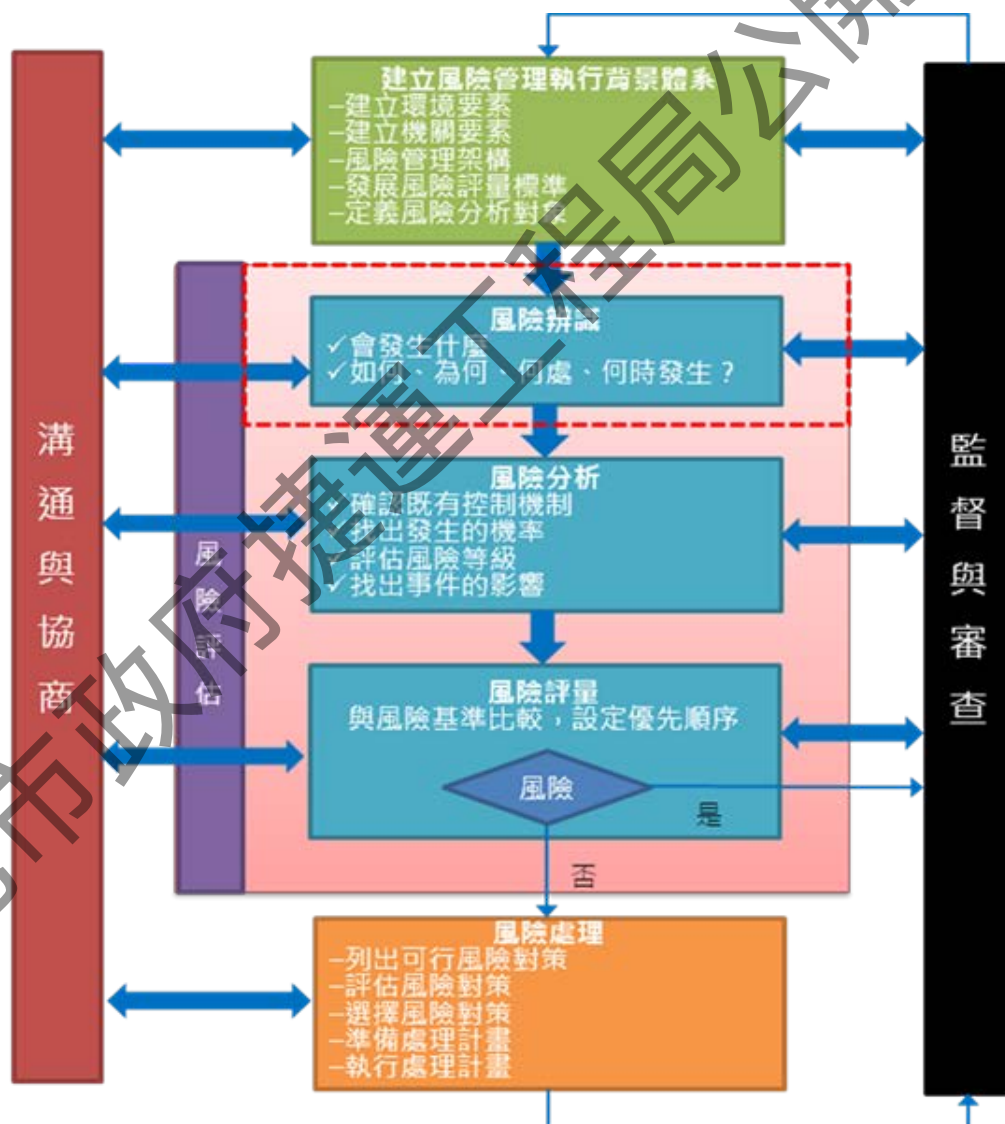 建立風險管理執行背景體系
–建立環境要素
–建立機關要素
–風險管理架構
–發展風險評量標準
–定義風險分析對象
溝通與協商
監督與審查
風險評估
風險辨識
✓會發生什麼
✓如何、為何、何處、何時發生？
風險分析
✓確認既有控制機制
✓找出發生的機率
✓評估風險等級
✓找出事件的影響
風險評量
與風險基準比較，設定優先順序
風險
是
否
風險處理
–列出可行風險對策
–評估風險對策
–選擇風險對策
–準備處理計畫
–執行處理計畫
市政府捷運工程局公開